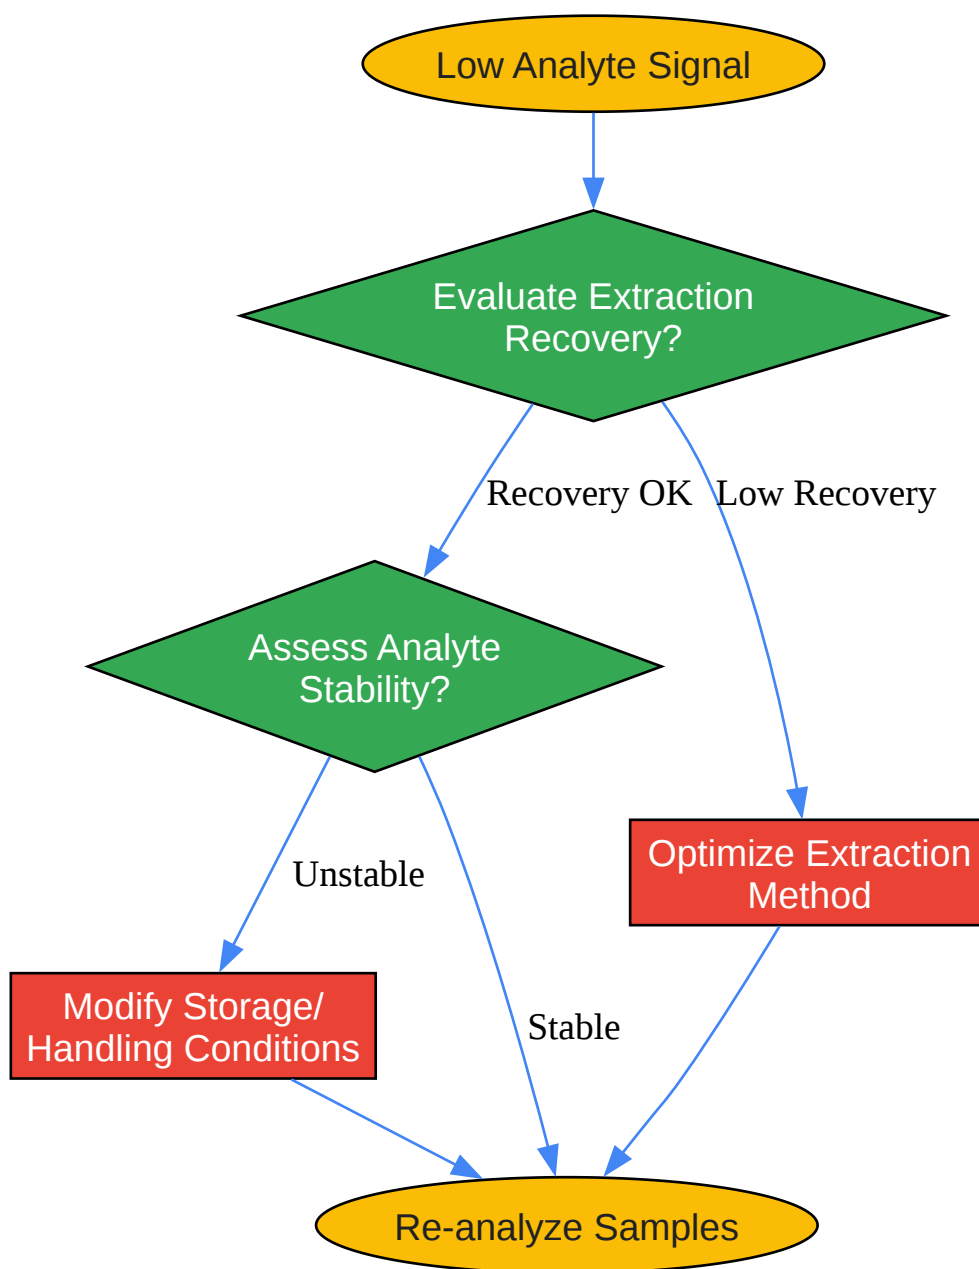 Low Analyte Signal
Evaluate Extraction
Recovery?
Recovery OK
Low Recovery
Assess Analyte
Stability?
Optimize Extraction
Method
Unstable
Modify Storage/
Handling Conditions
Stable
Re-analyze Samples